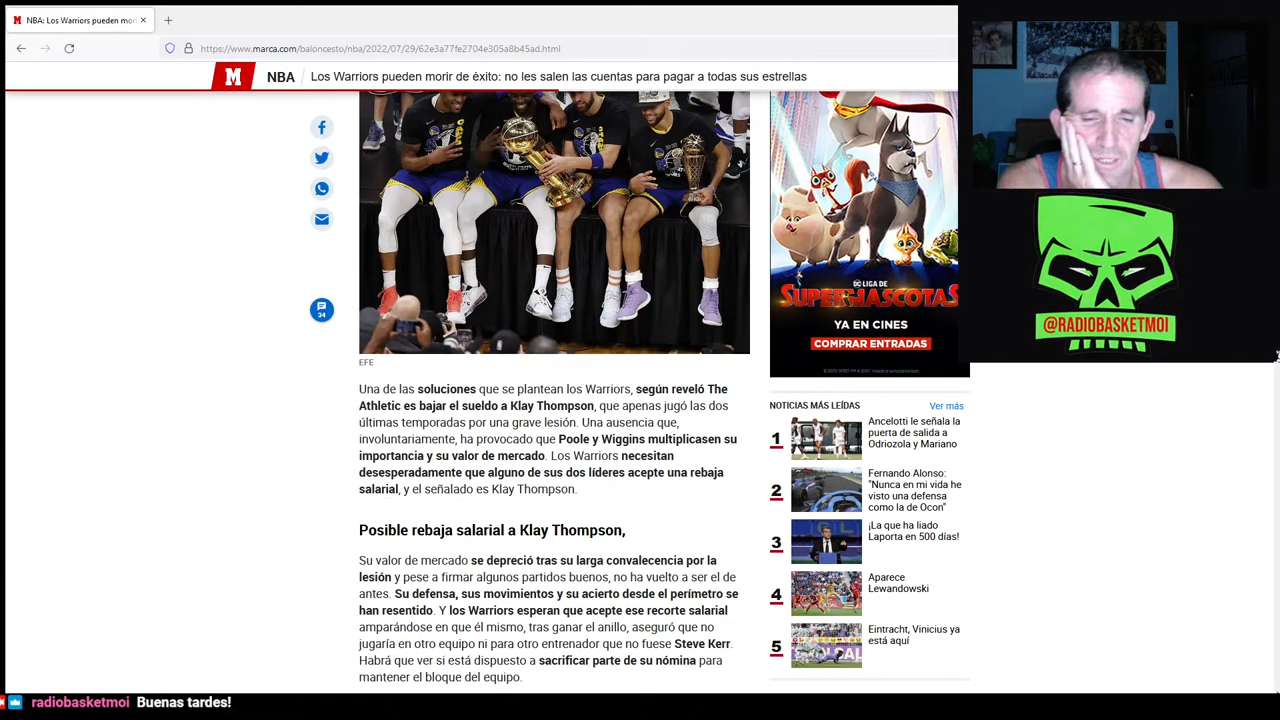 NBA: Los Warriors pueden mori
https://www.marca.com/baloncesto/nba/2022/07/29/62e3a77fe2704e305a8b45ad.html
M NBA Los Warriors pueden morir de éxito: no les salen las cuentas para pagar a todas sus estrellas
34
EFE
Una de las soluciones que se plantean los Warriors, según reveló The
Athletic es bajar el sueldo a Klay Thompson, que apenas jugó las dos
últimas temporadas por una grave lesión. Una ausencia que,
involuntariamente, ha provocado que Poole y Wiggins multiplicasen su
importancia y su valor de mercado. Los Warriors necesitan
desesperadamente que alguno de sus dos líderes acepte una rebaja
salarial, y el señalado es Klay Thompson.
Posible rebaja salarial a Klay Thompson,
Su valor de mercado se depreció tras su larga convalecencia por la
lesión y pese a firmar algunos partidos buenos, no ha vuelto a ser el de
antes. Su defensa, sus movimientos y su acierto desde el perímetro se
han resentido. Y los Warriors esperan que acepte ese recorte salarial
amparándose en que él mismo, tras ganar el anillo, aseguró que no
jugaría en otro equipo ni para otro entrenador que no fuese Steve Kerr.
Habrá que ver si está dispuesto a sacrificar parte de su nómina para
mantener el bloque del equipo.
DC LIGA DE
SUPERMASCOTAS
YA EN CINES
COMPRAR ENTRADAS
NOTICIAS MÁS LEÍDAS
Ver más
1
Ancelotti le señala la
puerta de salida a
Odriozola y Mariano
2
Fernando Alonso:
"Nunca en mi vida he
visto una defensa
como la de Ocon"
3
¡La que ha liado
Laporta en 500 días!
4
Aparece
Lewandowski
5
Eintracht, Vinicius ya
está aquí
@RADIOBASKETMOI
radiobasketmoi Buenas tardes!